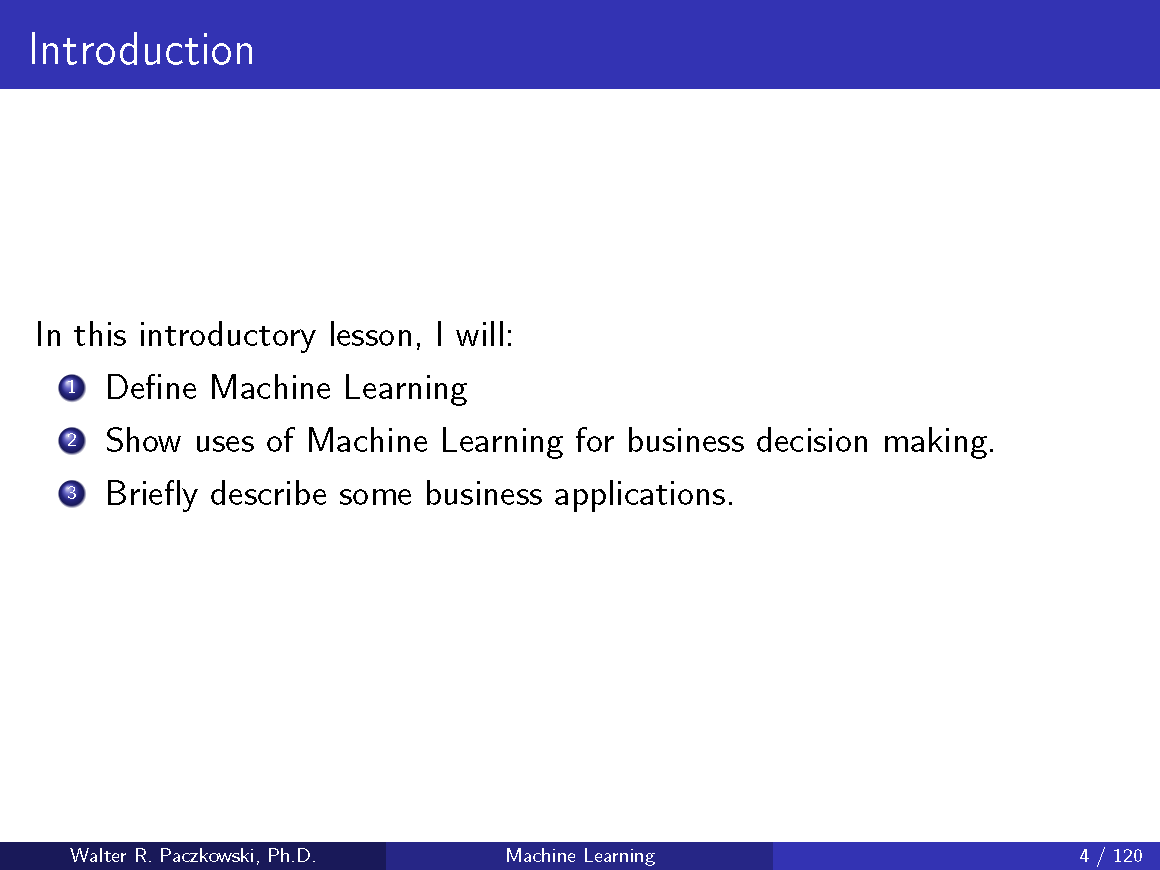 Introduction
In this introductory lesson, I will:
1 Define Machine Learning
2 Show uses of Machine Learning for business decision making.
3 Briefly describe some business applications.
Walter R. Paczkowski, Ph.D. Machine Learning 4 / 120